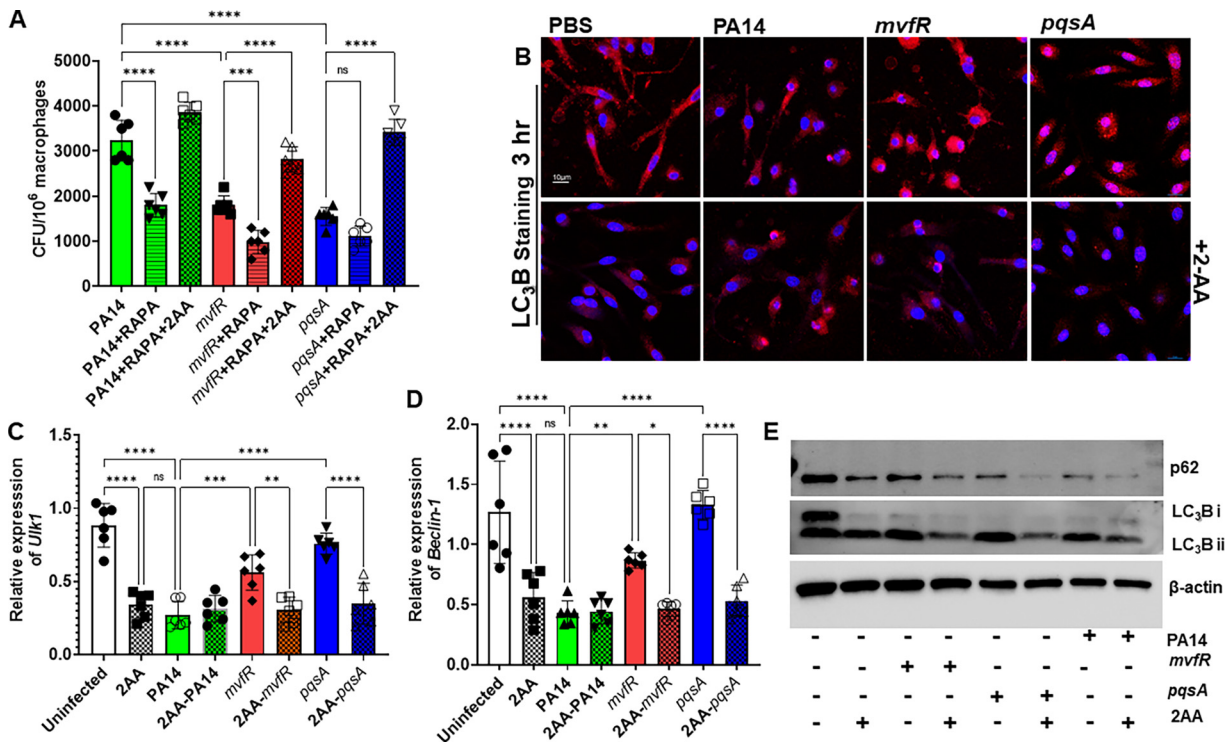 A
****
****
****
****
****
***
ns
5000
4000
3000
2000
1000
0
CFU/10⁶ macrophages
PA14
PA14+RAPA
PA14+RAPA+2AA
mvfR
mvfR+RAPA
mvfR+RAPA+2AA
pqsA
pqsA+RAPA
pqsA+RAPA+2AA
B
PBS
PA14
mvfR
pqsA
LC₃B Staining 3 hr
10µm
+2-AA
C
****
****
****
ns
***
**
****
1.5
1.0
0.5
0.0
Relative experession
of Ulk1
Uninfected
2AA
PA14
2AA-PA14
mvfR
2AA-mvfR
pqsA
2AA-pqsA
D
****
****
****
ns
**
*
****
2.0
1.5
1.0
0.5
0.0
Relative expression
of Beclin-1
Uninfected
2AA
PA14
2AA-PA14
mvfR
2AA-mvfR
pqsA
2AA-pqsA
E
p62
LC₃B i
LC₃B ii
β-actin
- - - - - - + + PA14
- - + + - - - - mvfR
- - - - + + - - pqsA
- + - + - + - + 2AA